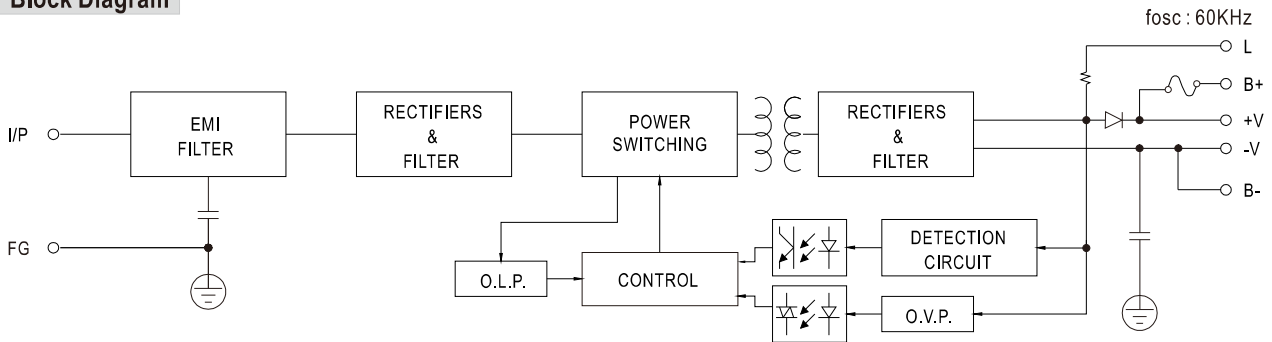 Block Diagram
fosc : 60KHz
L
B+
+V
-V
B-
I/P
EMI
FILTER
RECTIFIERS
&
FILTER
POWER
SWITCHING
RECTIFIERS
&
FILTER
FG
O.L.P.
CONTROL
DETECTION
CIRCUIT
O.V.P.